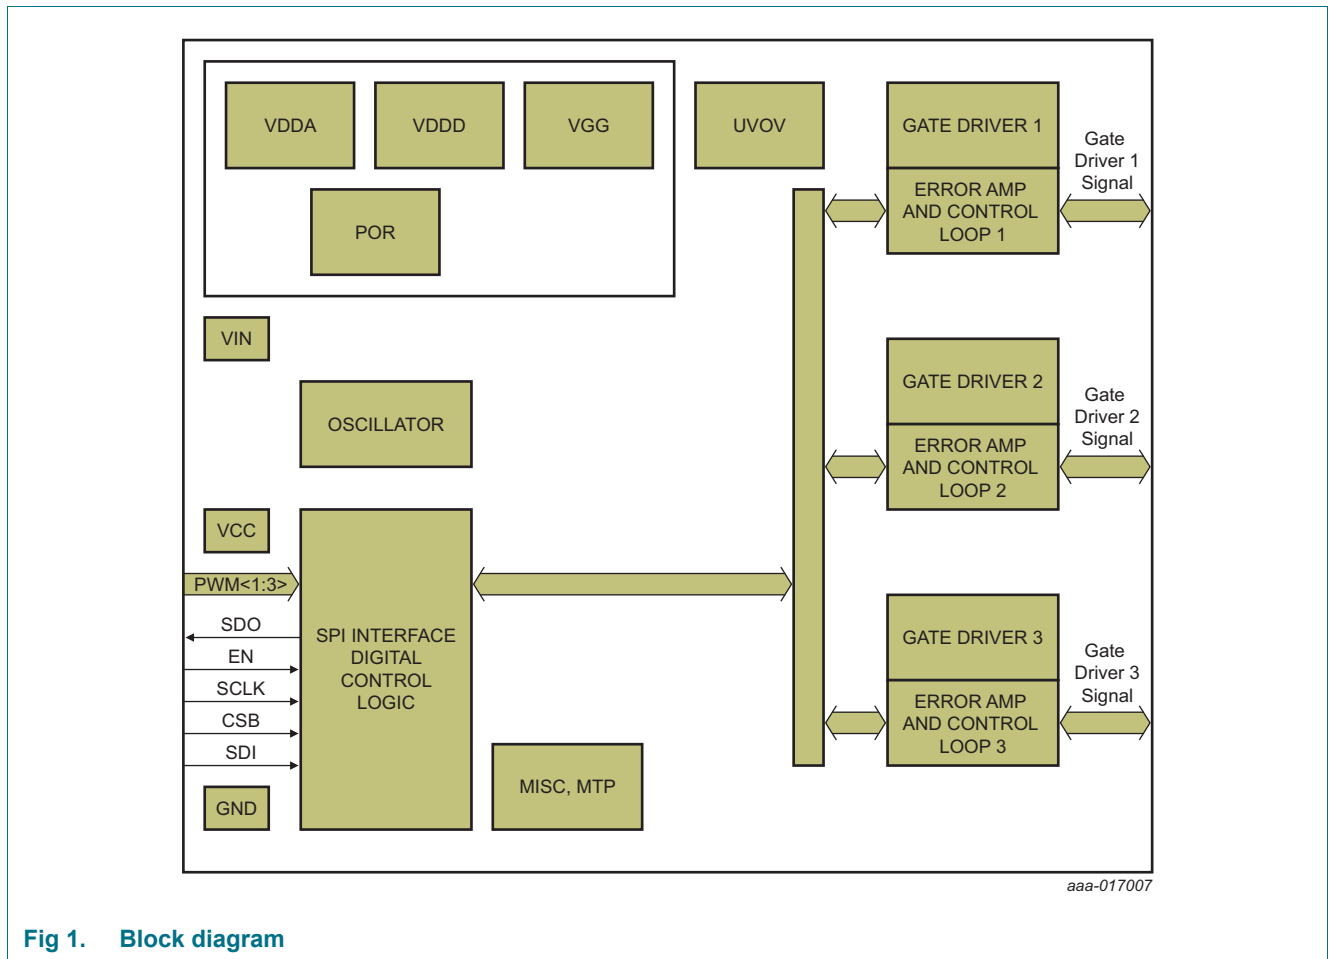 VDDA
VDDD
VGG
UVOV
POR
VIN
OSCILLATOR
VCC
PWM<1:3>
SDO
EN
SCLK
CSB
SDI
GND
SPI INTERFACE
DIGITAL
CONTROL
LOGIC
MISC, MTP
GATE DRIVER 1
ERROR AMP
AND CONTROL
LOOP 1
Gate
Driver 1
Signal
GATE DRIVER 2
ERROR AMP
AND CONTROL
LOOP 2
Gate
Driver 2
Signal
GATE DRIVER 3
ERROR AMP
AND CONTROL
LOOP 3
Gate
Driver 3
Signal
aaa-017007
Fig 1. Block diagram